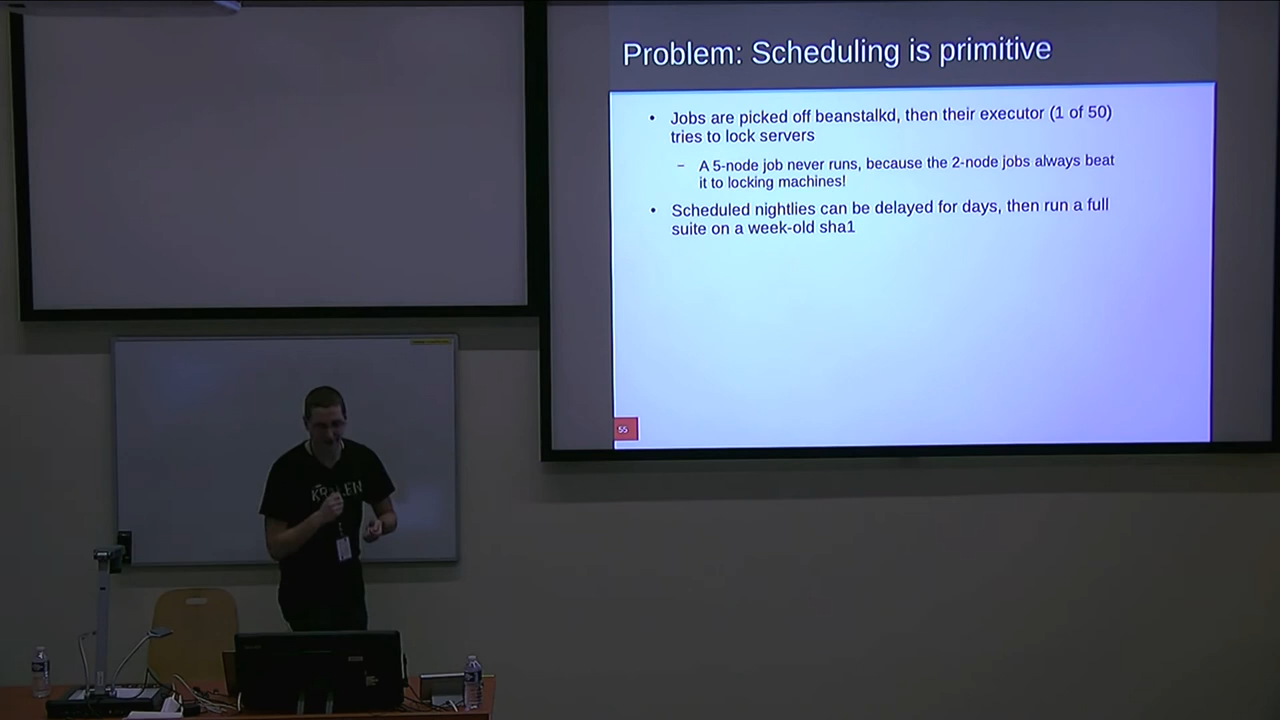 Problem: Scheduling is primitive
• Jobs are picked off beanstalkd, then their executor (1 of 50)
tries to lock servers
– A 5-node job never runs, because the 2-node jobs always beat
it to locking machines!
• Scheduled nightlies can be delayed for days, then run a full
suite on a week-old sha1
55